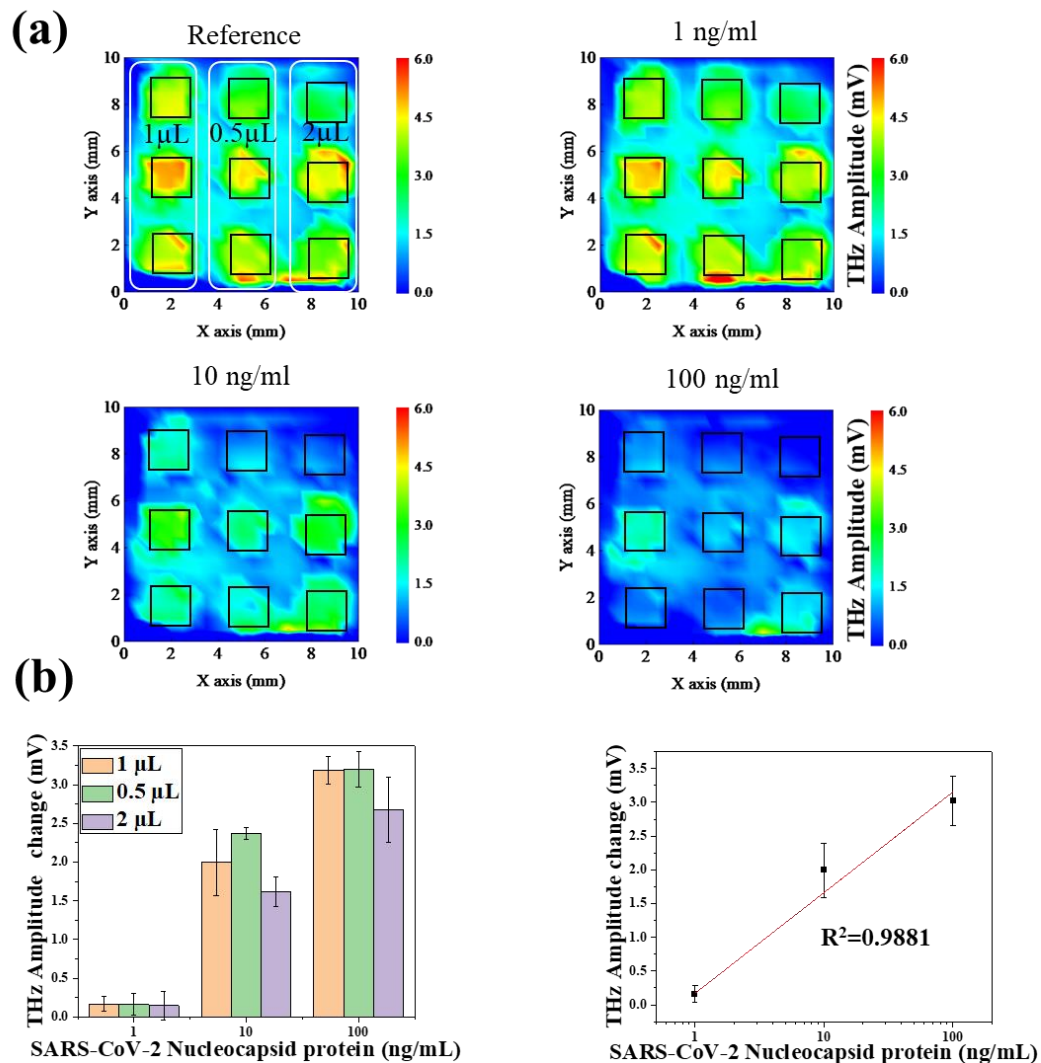 (a)
Reference
10
8
6
4
2
0
Y axis (mm)
1μL
0.5μL
2μL
0 2 4 6 8 10
X axis (mm)
6.0
4.5
3.0
1.5
0.0
1 ng/ml
10
8
6
4
2
0
Y axis (mm)
0 2 4 6 8 10
X axis (mm)
THz Amplitude (mV)
6.0
4.5
3.0
1.5
0.0
10 ng/ml
10
8
6
4
2
0
Y axis (mm)
0 2 4 6 8 10
X axis (mm)
6.0
4.5
3.0
1.5
0.0
100 ng/ml
10
8
6
4
2
0
Y axis (mm)
0 2 4 6 8 10
X axis (mm)
THz Amplitude (mV)
6.0
4.5
3.0
1.5
0.0
(b)
THz Amplitude change (mV)
3.5
3.0
2.5
2.0
1.5
1.0
0.5
0.0
1 μL
0.5 μL
2 μL
1 10 100
SARS-CoV-2 Nucleocapsid protein (ng/mL)
THz Amplitude change (mV)
3.5
3.0
2.5
2.0
1.5
1.0
0.5
0.0
R²=0.9881
1 10 100
SARS-CoV-2 Nucleocapsid protein (ng/mL)